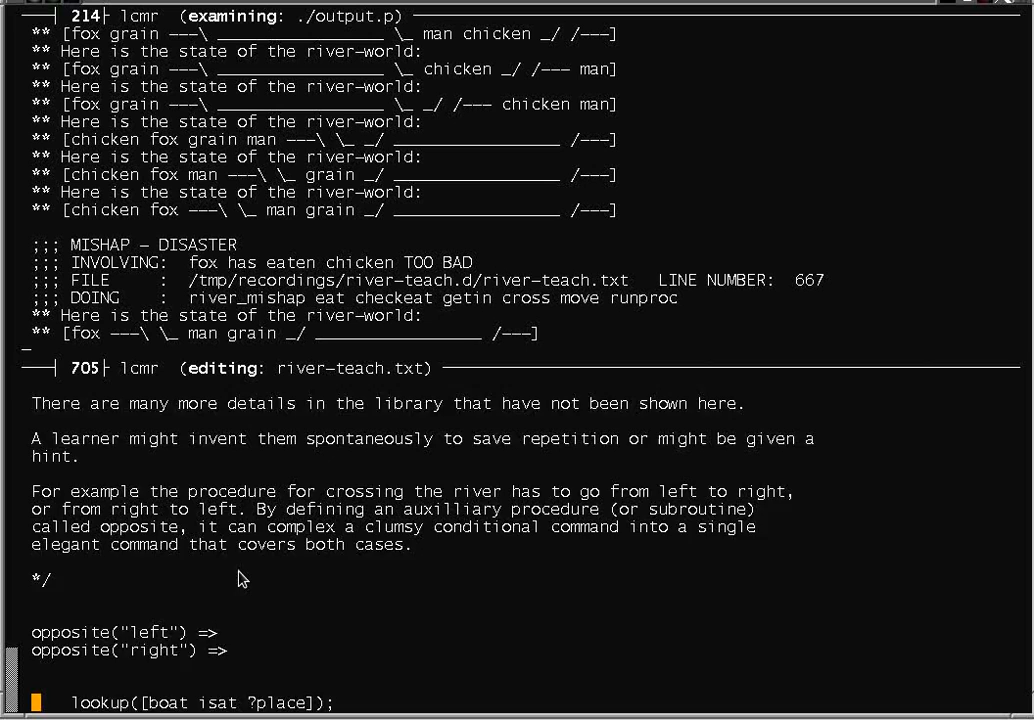 214 lcmr (examining: ./output.p)
** [fox grain ---\ _________________ \_ man chicken _/ /---]
** Here is the state of the river-world:
** [fox grain ---\ _________________ \_ chicken _/ /--- man]
** Here is the state of the river-world:
** [fox grain ---\ _________________ \_ _/ /--- chicken man]
** Here is the state of the river-world:
** [chicken fox grain man ---\ \_ _/ _________________ /---]
** Here is the state of the river-world:
** [chicken fox man ---\ \_ grain _/ _________________ /---]
** Here is the state of the river-world:
** [chicken fox ---\ \_ man grain _/ _________________ /---]
;;; MISHAP - DISASTER
;;; INVOLVING:  fox has eaten chicken TOO BAD
;;; FILE     :  /tmp/recordings/river-teach.d/river-teach.txt   LINE NUMBER:  667
;;; DOING    :  river_mishap eat checkeat getin cross move runproc
** Here is the state of the river-world:
** [fox ---\ \_ man grain _/ _________________ /---]
705 lcmr (editing: river-teach.txt)
There are many more details in the library that have not been shown here.
A learner might invent them spontaneously to save repetition or might be given a
hint.
For example the procedure for crossing the river has to go from left to right,
or from right to left. By defining an auxilliary procedure (or subroutine)
called opposite, it can complex a clumsy conditional command into a single
elegant command that covers both cases.
*/
opposite("left") =>
opposite("right") =>
lookup([boat isat ?place]);